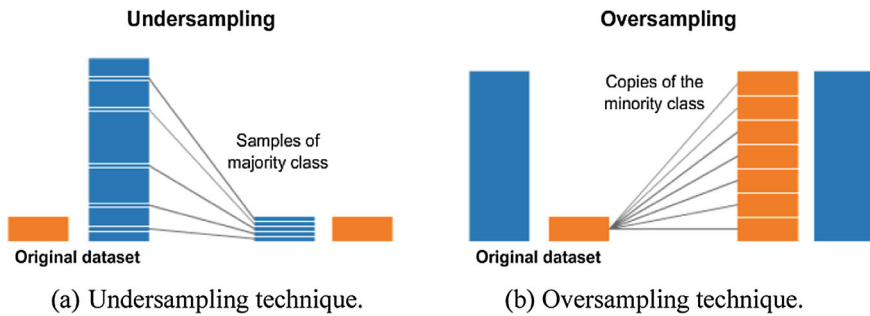 Undersampling
Samples of
majority class
Original dataset
(a) Undersampling technique.
Oversampling
Copies of the
minority class
Original dataset
(b) Oversampling technique.